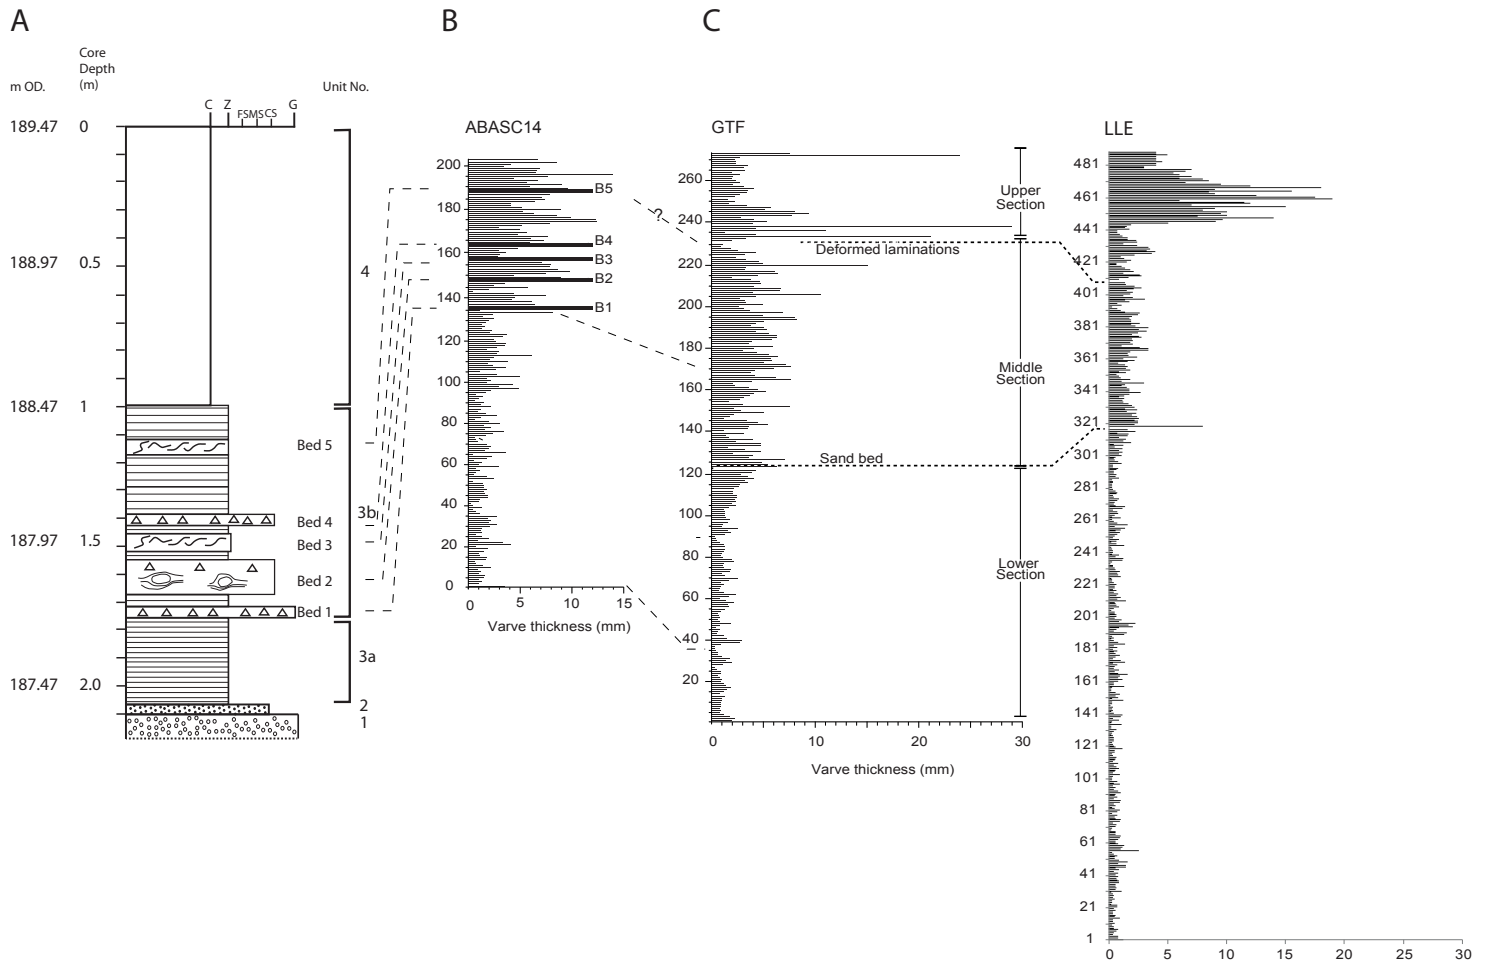 A
B
C
m OD.
Core
Depth
(m)
Unit No.
C Z FS MS CS G
189.47 0
188.97 0.5
188.47 1
187.97 1.5
187.47 2.0
4
3b
3a
2
1
Bed 5
Bed 4
Bed 3
Bed 2
Bed 1
ABASC14
200
180
160
140
120
100
80
60
40
20
0
B5
B4
B3
B2
B1
0 5 10 15
Varve thickness (mm)
?
GTF
260
240
220
200
180
160
140
120
100
80
60
40
20
0 10 20 30
Varve thickness (mm)
Deformed laminations
Sand bed
Upper
Section
Middle
Section
Lower
Section
LLE
481
461
441
421
401
381
361
341
321
301
281
261
241
221
201
181
161
141
121
101
81
61
41
21
1
0 5 10 15 20 25 30